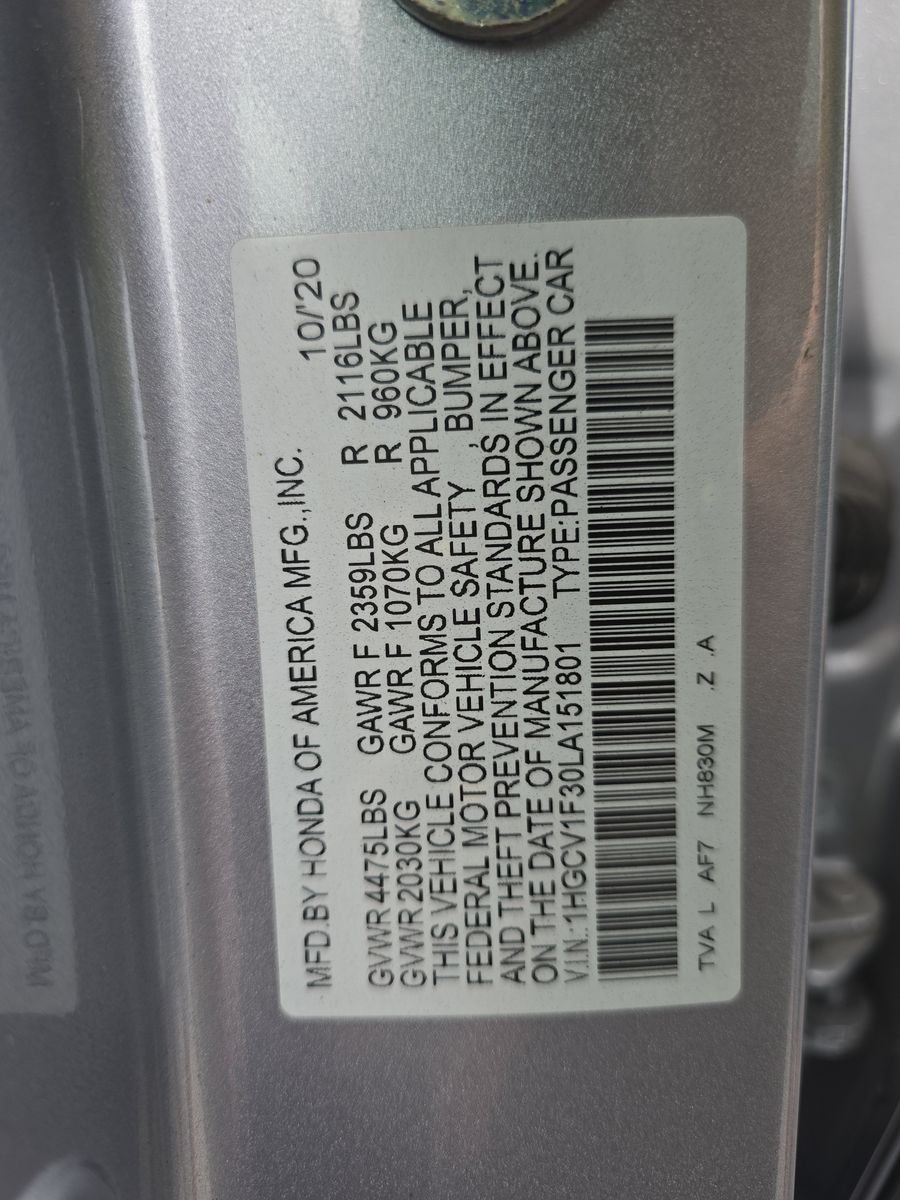 MFD.BY HONDA OF AMERICA MFG.,INC. 10/'20
GVWR 4475LBS GAWR F 2359LBS R 2116LBS
GVWR 2030KG GAWR F 1070KG R 960KG
THIS VEHICLE CONFORMS TO ALL APPLICABLE
FEDERAL MOTOR VEHICLE SAFETY, BUMPER,
AND THEFT PREVENTION STANDARDS IN EFFECT
ON THE DATE OF MANUFACTURE SHOWN ABOVE.
V.I.N.:1HGCV1F30LA151801 TYPE:PASSENGER CAR
TVA L AF7 NH830M .Z .A